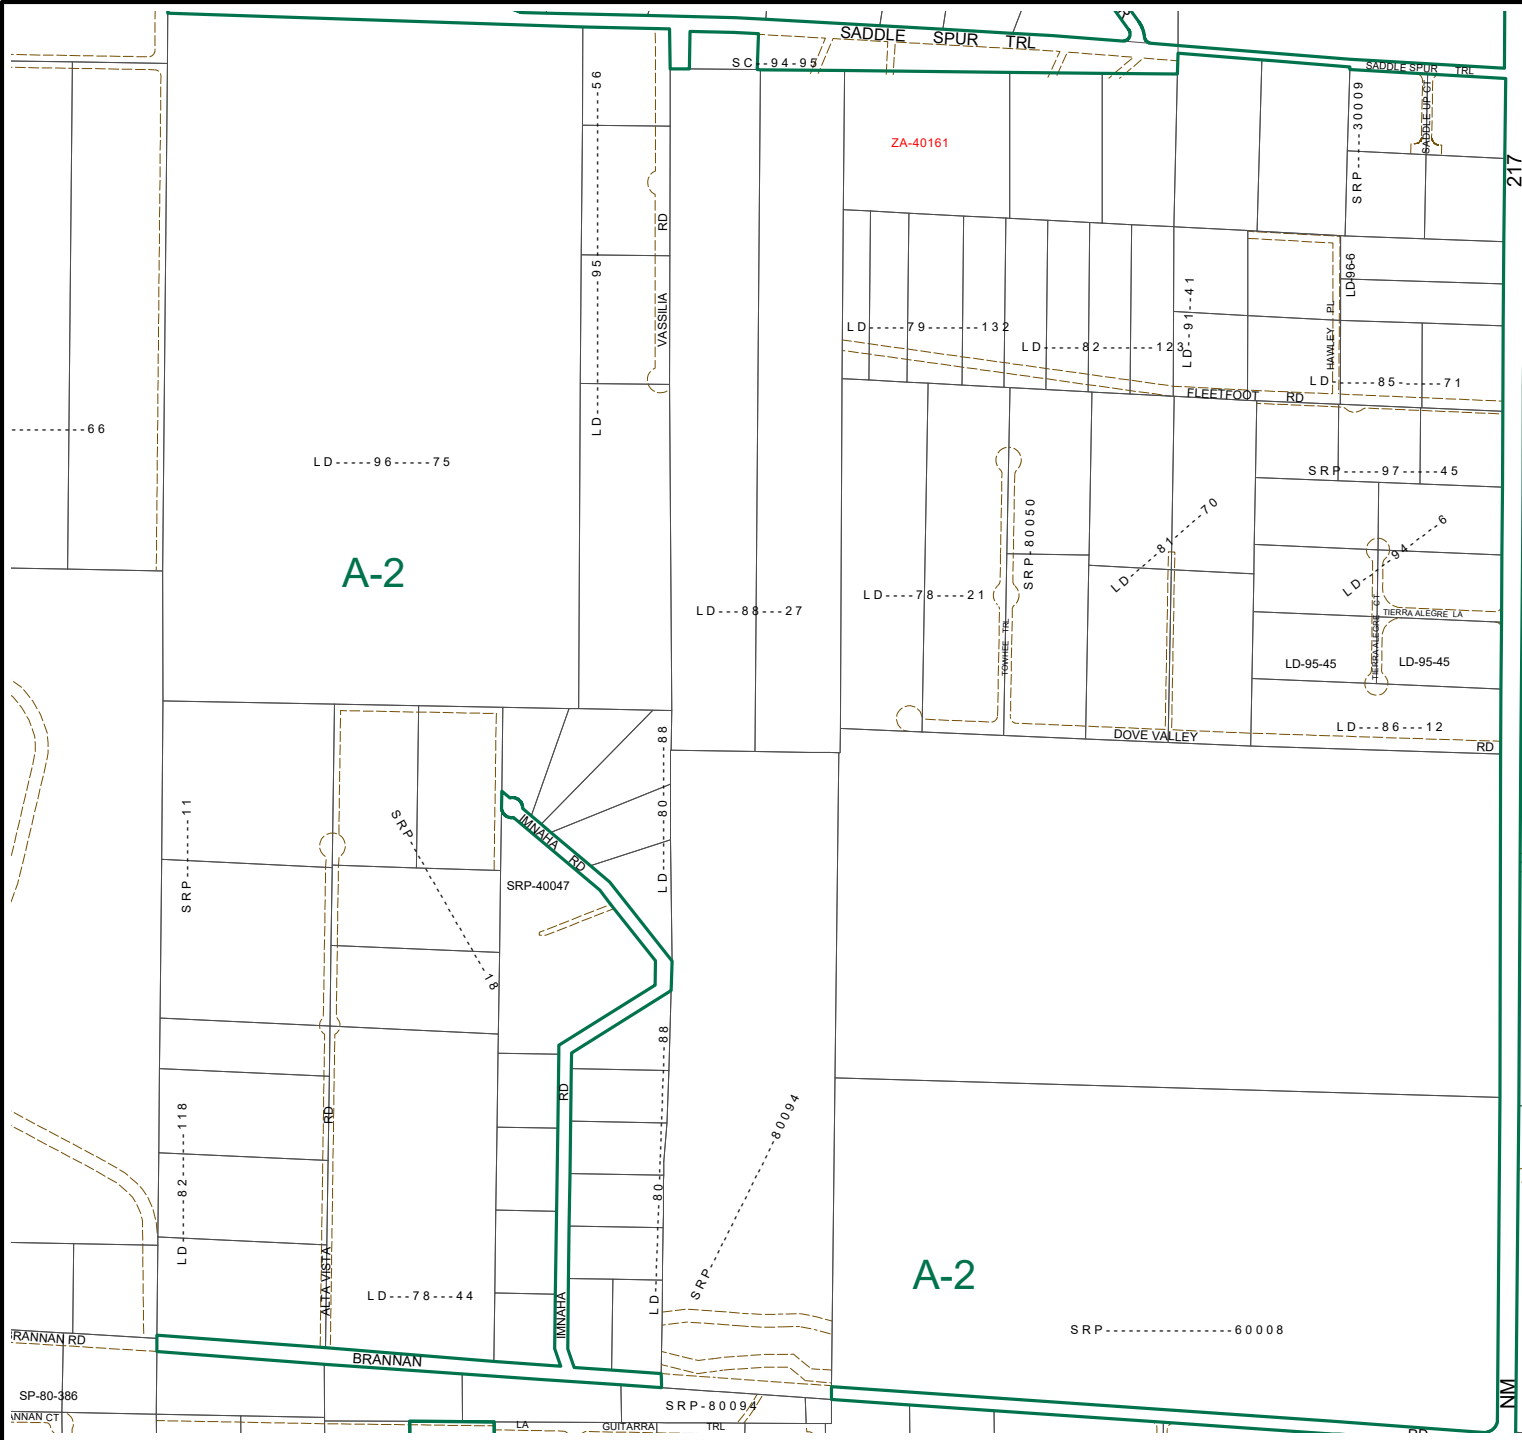 SADDLE SPUR TRL
SC--94-95
SADDLE SPUR TRL
ZA-40161
LD-----95-------------56
SRP-----30009
SADDLE UP CT
217
VASSILIA RD
LD-----79-------132
LD-----82-------123
LD---91--41
LD-96-6
HAWLEY PL
LD------85-----71
FLEETFOOT RD
----------66
LD-----96-----75
SRP-----97----45
A-2
SRP-80050
LD-----81------70
LD-----94-----6
LD---88---27
LD----78----21
TOWHEE TRL
TIERRA ALEGRE CT
TIERRA ALEGRE LA
LD-95-45
LD-95-45
LD---86---12
DOVE VALLEY RD
LD-----80-----88
SRP-----11
SRP--------------18
IMNAHA RD
SRP-40047
LD-----80---------88
SRP---------------80094
LD-----82-----118
ALTA VISTA RD
IMNAHA RD
LD---78---44
A-2
SRP------------------60008
BRANNAN RD
BRANNAN
SP-80-386
ANNAN CT
SRP-80094
LA GUITARRA TRL
NM
RD